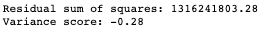 Residual sum of squares: 1316241803.28
Variance score: -0.28